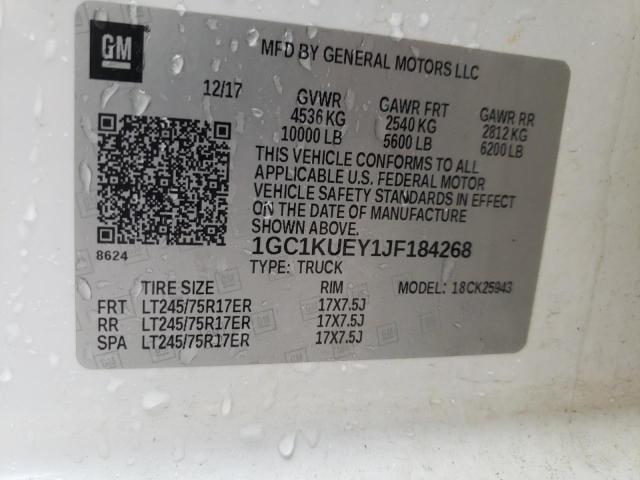 GM
MFD BY GENERAL MOTORS LLC
12/17
GVWR
4536 KG
10000 LB
GAWR FRT
2540 KG
5600 LB
GAWR RR
2812 KG
6200 LB
THIS VEHICLE CONFORMS TO ALL
APPLICABLE U.S. FEDERAL MOTOR
VEHICLE SAFETY STANDARDS IN EFFECT
ON THE DATE OF MANUFACTURE
SHOWN ABOVE.
8624
1GC1KUEY1JF184268
TYPE: TRUCK
TIRE SIZE RIM MODEL: 18CK25943
FRT LT245/75R17ER 17X7.5J
RR LT245/75R17ER 17X7.5J
SPA LT245/75R17ER 17X7.5J